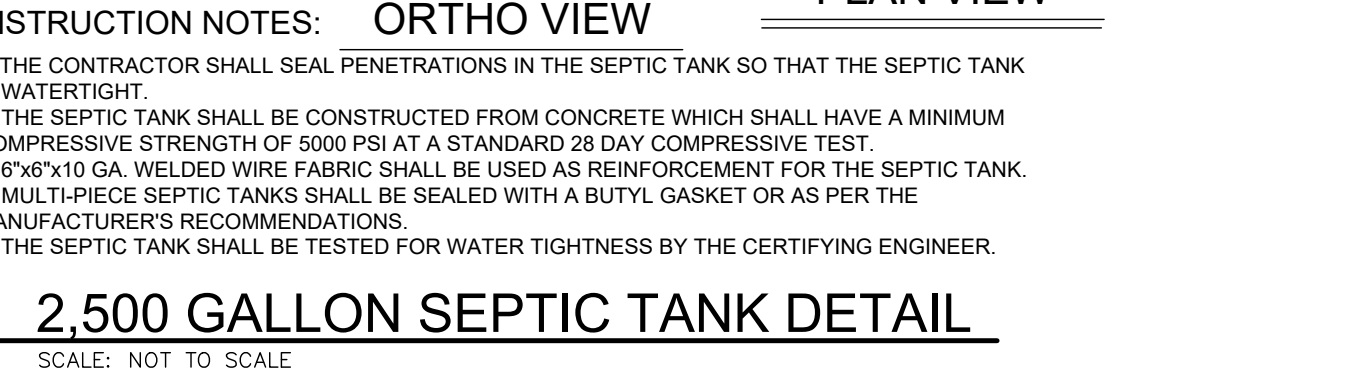 NSTRUCTION NOTES: ORTHO VIEW PLAN VIEW
THE CONTRACTOR SHALL SEAL PENETRATIONS IN THE SEPTIC TANK SO THAT THE SEPTIC TANK
WATERTIGHT.
THE SEPTIC TANK SHALL BE CONSTRUCTED FROM CONCRETE WHICH SHALL HAVE A MINIMUM
OMPRESSIVE STRENGTH OF 5000 PSI AT A STANDARD 28 DAY COMPRESSIVE TEST.
6"x6"x10 GA. WELDED WIRE FABRIC SHALL BE USED AS REINFORCEMENT FOR THE SEPTIC TANK.
MULTI-PIECE SEPTIC TANKS SHALL BE SEALED WITH A BUTYL GASKET OR AS PER THE
ANUFACTURER'S RECOMMENDATIONS.
THE SEPTIC TANK SHALL BE TESTED FOR WATER TIGHTNESS BY THE CERTIFYING ENGINEER.
2,500 GALLON SEPTIC TANK DETAIL
SCALE: NOT TO SCALE